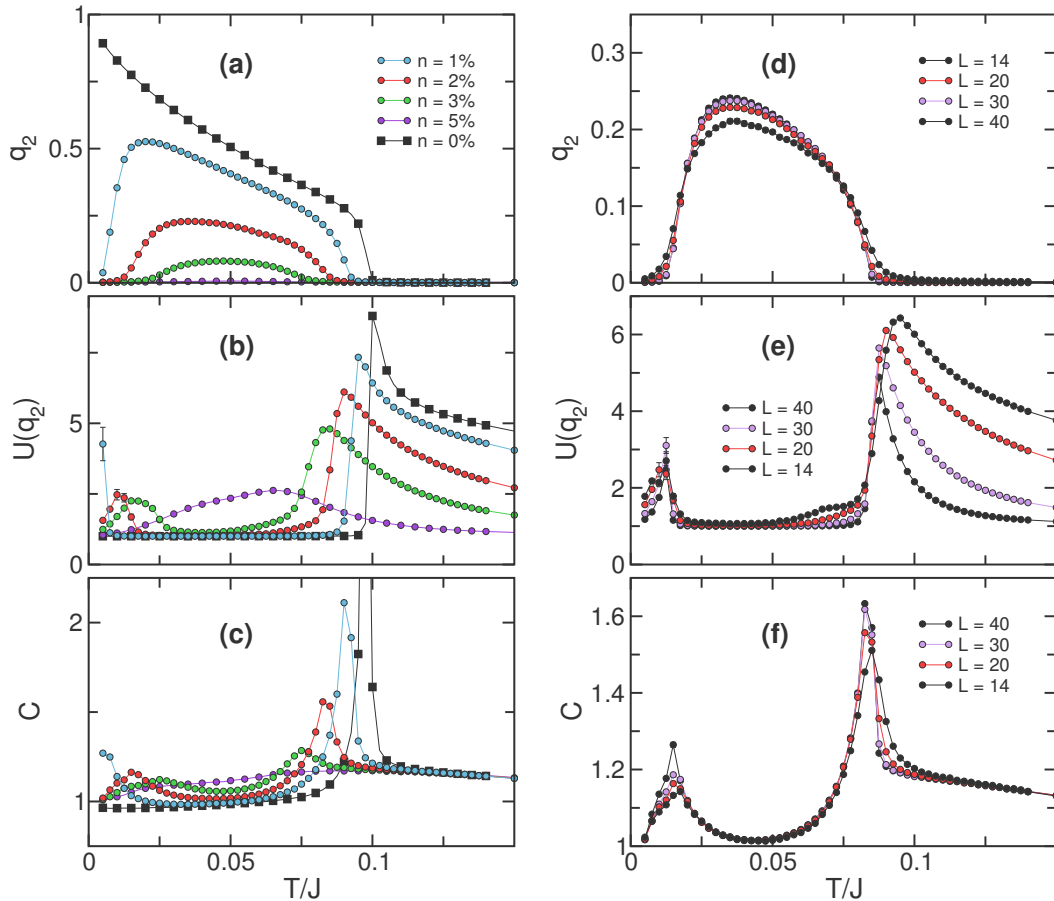 1
(a)
n = 1%
n = 2%
n = 3%
n = 5%
n = 0%
q2
0.5
0
(b)
U(q2)
5
0
(c)
C
2
1
0
0.05
0.1
T/J
(d)
L = 14
L = 20
L = 30
L = 40
q2
0.3
0.2
0.1
0
(e)
L = 40
L = 30
L = 20
L = 14
U(q2)
6
4
2
0
(f)
L = 40
L = 30
L = 20
L = 14
C
1.6
1.4
1.2
1
0
0.05
0.1
T/J